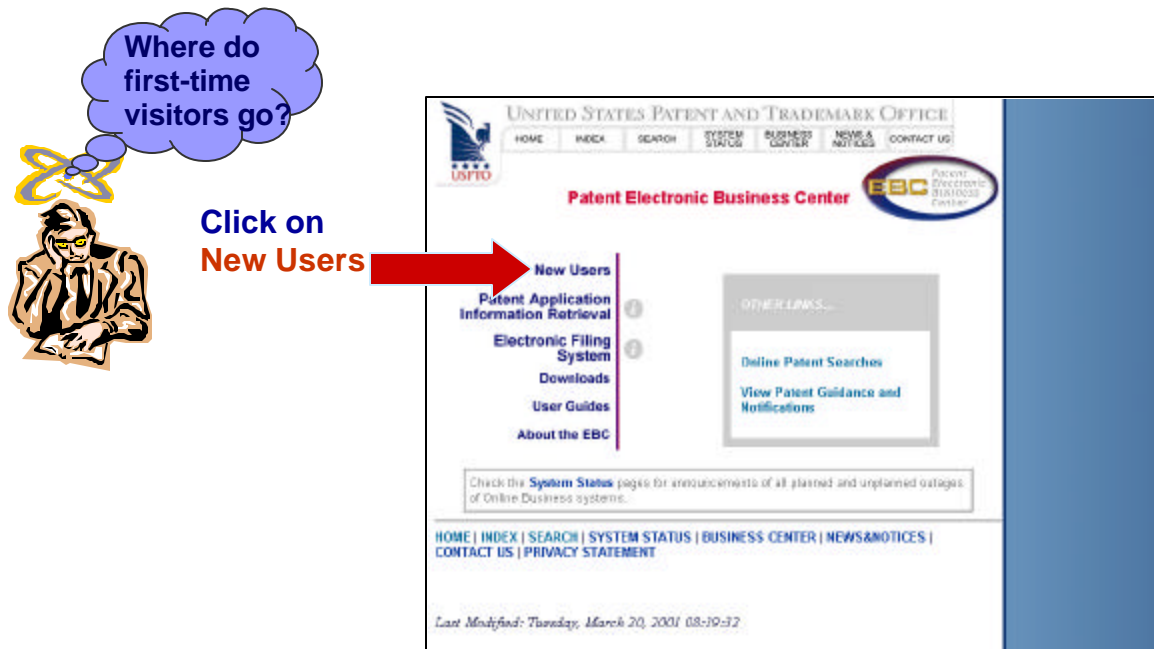 Where do
first-time
visitors go?
Click on
New Users
UNITED STATES PATENT AND TRADEMARK OFFICE
HOME INDEX SEARCH SYSTEM STATUS BUSINESS CENTER NEWS & NOTICES CONTACT US
USPTO
Patent Electronic Business Center
EBC
Patent
Electronic
Business
Center
New Users
Patent Application
Information Retrieval
Electronic Filing
System
Downloads
User Guides
About the EBC
OTHER LINKS...
Online Patent Searches
View Patent Guidance and
Notifications
Check the System Status pages for announcements of all planned and unplanned outages
of Online Business systems.
HOME | INDEX | SEARCH | SYSTEM STATUS | BUSINESS CENTER | NEWS&NOTICES |
CONTACT US | PRIVACY STATEMENT
Last Modified: Tuesday, March 20, 2001 08:19:32